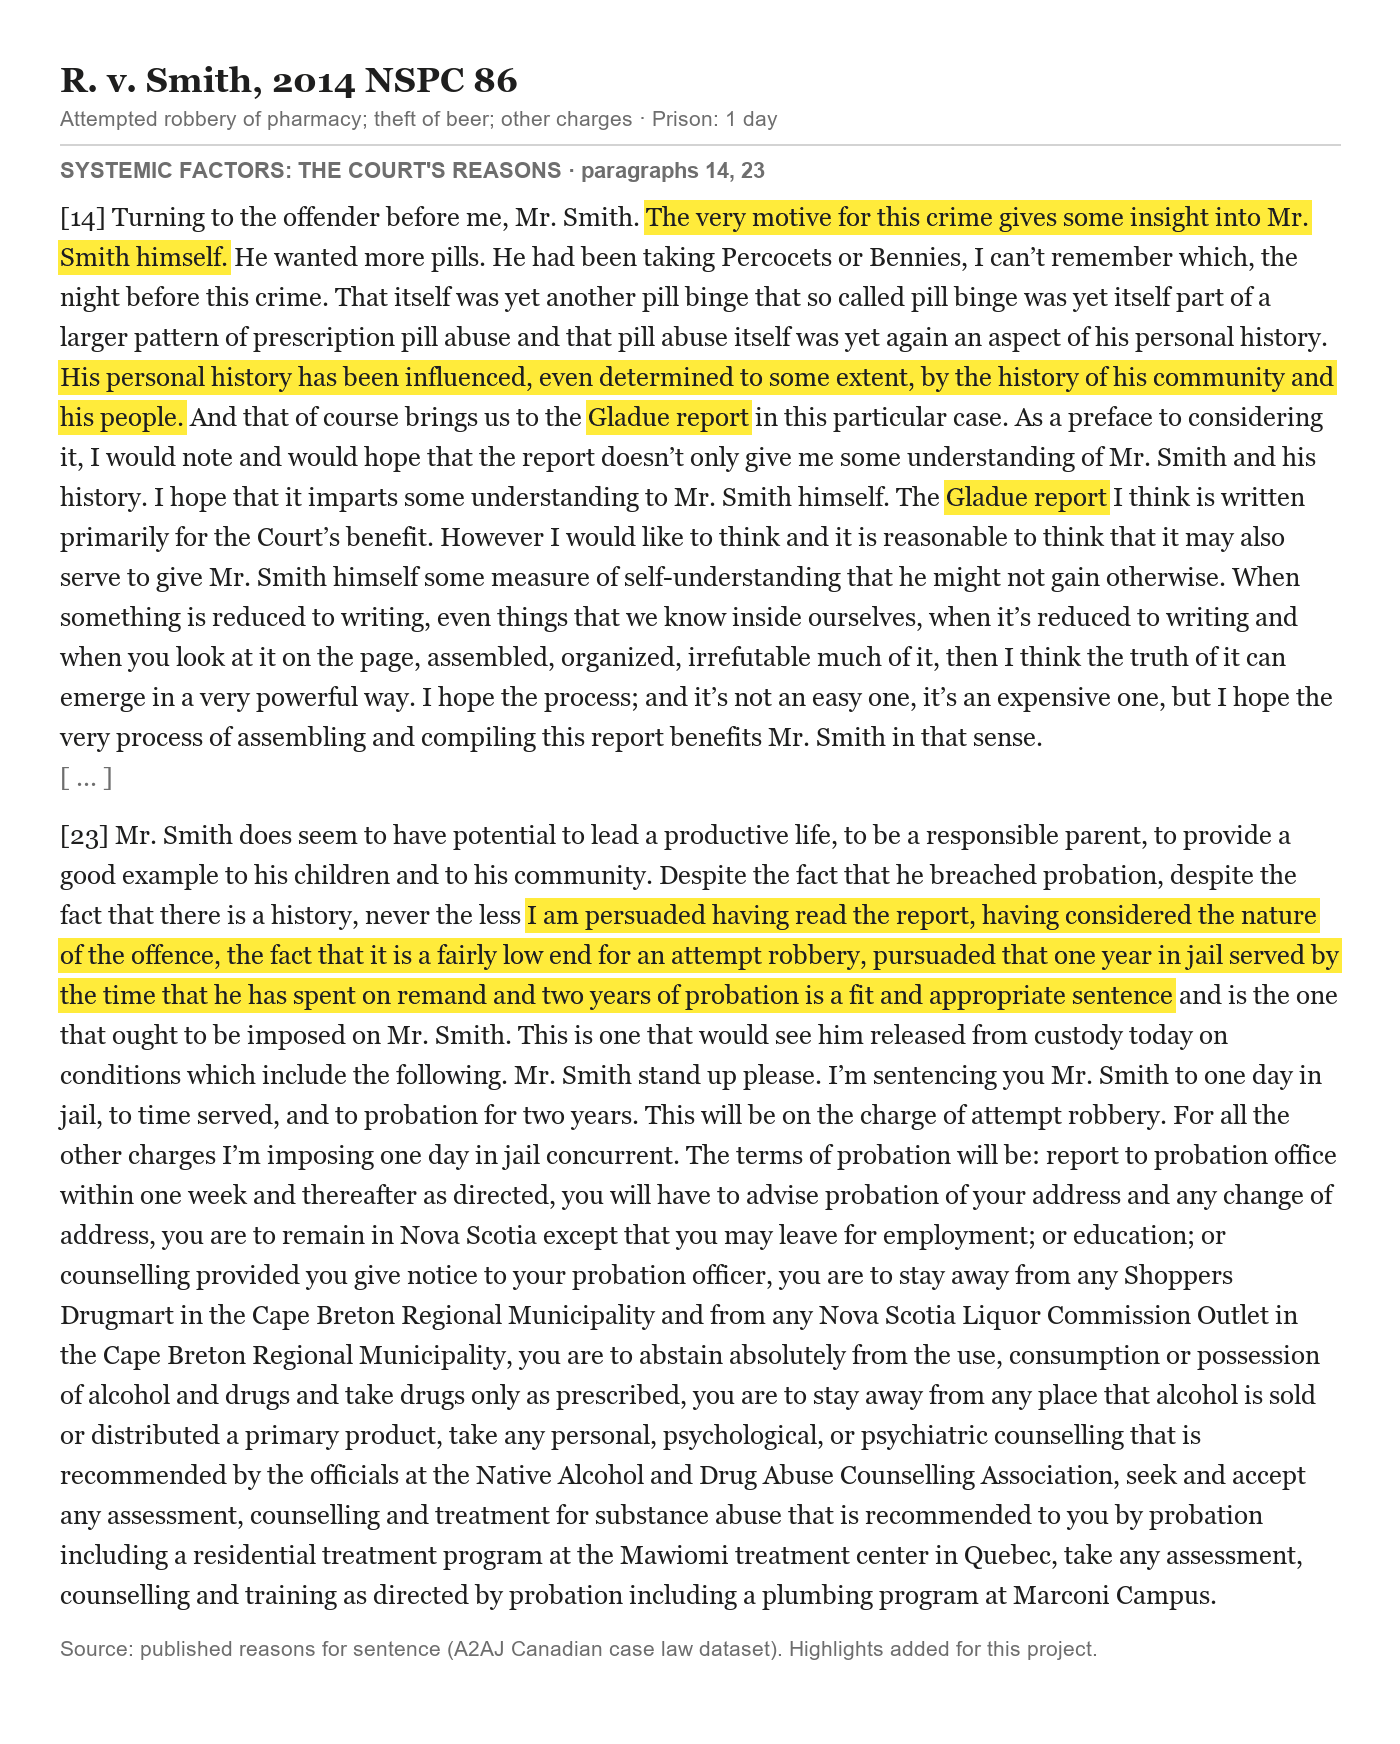 R. v. Smith, 2014 NSPC 86
Attempted robbery of pharmacy; theft of beer; other charges · Prison: 1 day
SYSTEMIC FACTORS: THE COURT'S REASONS · paragraphs 14, 23
[14] Turning to the offender before me, Mr. Smith. The very motive for this crime gives some insight into Mr.
Smith himself. He wanted more pills. He had been taking Percocets or Bennies, I can’t remember which, the
night before this crime. That itself was yet another pill binge that so called pill binge was yet itself part of a
larger pattern of prescription pill abuse and that pill abuse itself was yet again an aspect of his personal history.
His personal history has been influenced, even determined to some extent, by the history of his community and
his people. And that of course brings us to the Gladue report in this particular case. As a preface to considering
it, I would note and would hope that the report doesn’t only give me some understanding of Mr. Smith and his
history. I hope that it imparts some understanding to Mr. Smith himself. The Gladue report I think is written
primarily for the Court’s benefit. However I would like to think and it is reasonable to think that it may also
serve to give Mr. Smith himself some measure of self-understanding that he might not gain otherwise. When
something is reduced to writing, even things that we know inside ourselves, when it’s reduced to writing and
when you look at it on the page, assembled, organized, irrefutable much of it, then I think the truth of it can
emerge in a very powerful way. I hope the process; and it’s not an easy one, it’s an expensive one, but I hope the
very process of assembling and compiling this report benefits Mr. Smith in that sense.
[ ... ]
[23] Mr. Smith does seem to have potential to lead a productive life, to be a responsible parent, to provide a
good example to his children and to his community. Despite the fact that he breached probation, despite the
fact that there is a history, never the less I am persuaded having read the report, having considered the nature
of the offence, the fact that it is a fairly low end for an attempt robbery, pursuaded that one year in jail served by
the time that he has spent on remand and two years of probation is a fit and appropriate sentence and is the one
that ought to be imposed on Mr. Smith. This is one that would see him released from custody today on
conditions which include the following. Mr. Smith stand up please. I’m sentencing you Mr. Smith to one day in
jail, to time served, and to probation for two years. This will be on the charge of attempt robbery. For all the
other charges I’m imposing one day in jail concurrent. The terms of probation will be: report to probation office
within one week and thereafter as directed, you will have to advise probation of your address and any change of
address, you are to remain in Nova Scotia except that you may leave for employment; or education; or
counselling provided you give notice to your probation officer, you are to stay away from any Shoppers
Drugmart in the Cape Breton Regional Municipality and from any Nova Scotia Liquor Commission Outlet in
the Cape Breton Regional Municipality, you are to abstain absolutely from the use, consumption or possession
of alcohol and drugs and take drugs only as prescribed, you are to stay away from any place that alcohol is sold
or distributed a primary product, take any personal, psychological, or psychiatric counselling that is
recommended by the officials at the Native Alcohol and Drug Abuse Counselling Association, seek and accept
any assessment, counselling and treatment for substance abuse that is recommended to you by probation
including a residential treatment program at the Mawiomi treatment center in Quebec, take any assessment,
counselling and training as directed by probation including a plumbing program at Marconi Campus.
Source: published reasons for sentence (A2AJ Canadian case law dataset). Highlights added for this project.